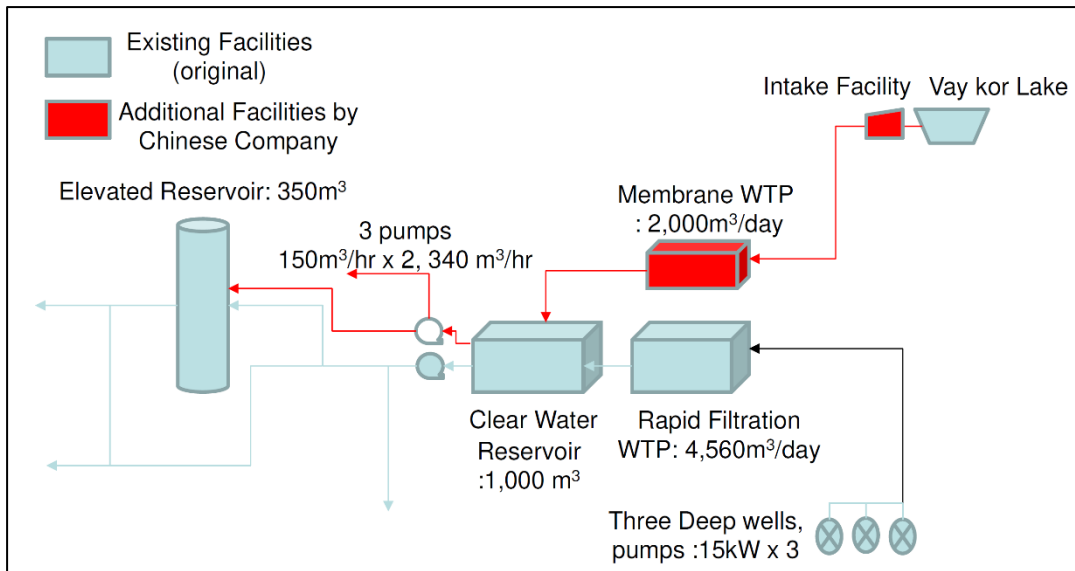 Existing Facilities
(original)
Additional Facilities by
Chinese Company
Intake Facility
Vay kor Lake
Elevated Reservoir: 350m³
Membrane WTP
: 2,000m³/day
3 pumps
150m³/hr x 2, 340 m³/hr
Clear Water
Reservoir
:1,000 m³
Rapid Filtration
WTP: 4,560m³/day
Three Deep wells,
pumps :15kW x 3